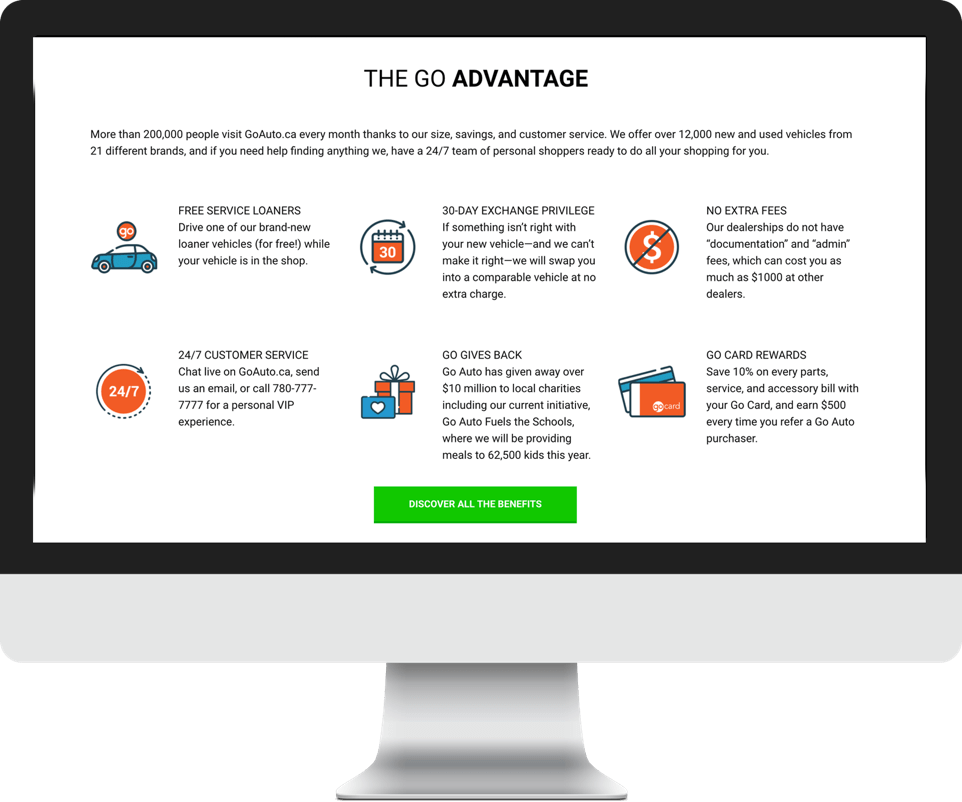 THE GO ADVANTAGE
More than 200,000 people visit GoAuto.ca every month thanks to our size, savings, and customer service. We offer over 12,000 new and used vehicles from
21 different brands, and if you need help finding anything we, have a 24/7 team of personal shoppers ready to do all your shopping for you.
go
FREE SERVICE LOANERS
Drive one of our brand-new
loaner vehicles (for free!) while
your vehicle is in the shop.
30
30-DAY EXCHANGE PRIVILEGE
If something isn’t right with
your new vehicle—and we can’t
make it right—we will swap you
into a comparable vehicle at no
extra charge.
$
NO EXTRA FEES
Our dealerships do not have
“documentation” and “admin”
fees, which can cost you as
much as $1000 at other
dealers.
24/7
24/7 CUSTOMER SERVICE
Chat live on GoAuto.ca, send
us an email, or call 780-777-
7777 for a personal VIP
experience.
GO GIVES BACK
Go Auto has given away over
$10 million to local charities
including our current initiative,
Go Auto Fuels the Schools,
where we will be providing
meals to 62,500 kids this year.
go card
GO CARD REWARDS
Save 10% on every parts,
service, and accessory bill with
your Go Card, and earn $500
every time you refer a Go Auto
purchaser.
DISCOVER ALL THE BENEFITS